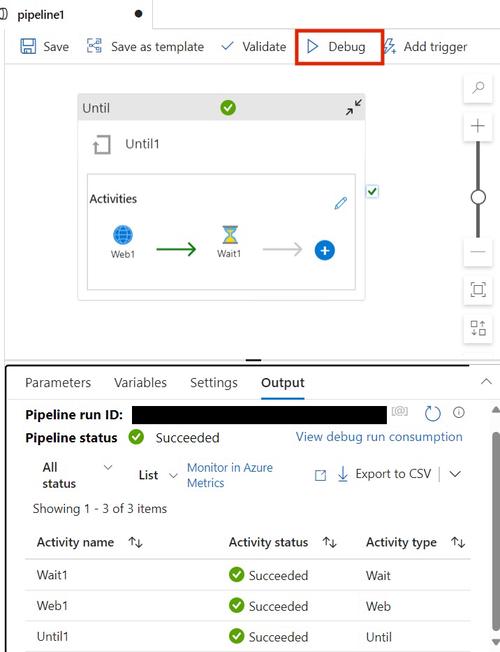 pipeline1
Save Save as template Validate Debug Add trigger
Until
Until1
Activities
Web1 Wait1
Parameters Variables Settings Output
Pipeline run ID: [@]
Pipeline status Succeeded View debug run consumption
All status List Monitor in Azure Metrics Export to CSV
Showing 1 - 3 of 3 items
Activity name Activity status Activity type
Wait1 Succeeded Wait
Web1 Succeeded Web
Until1 Succeeded Until